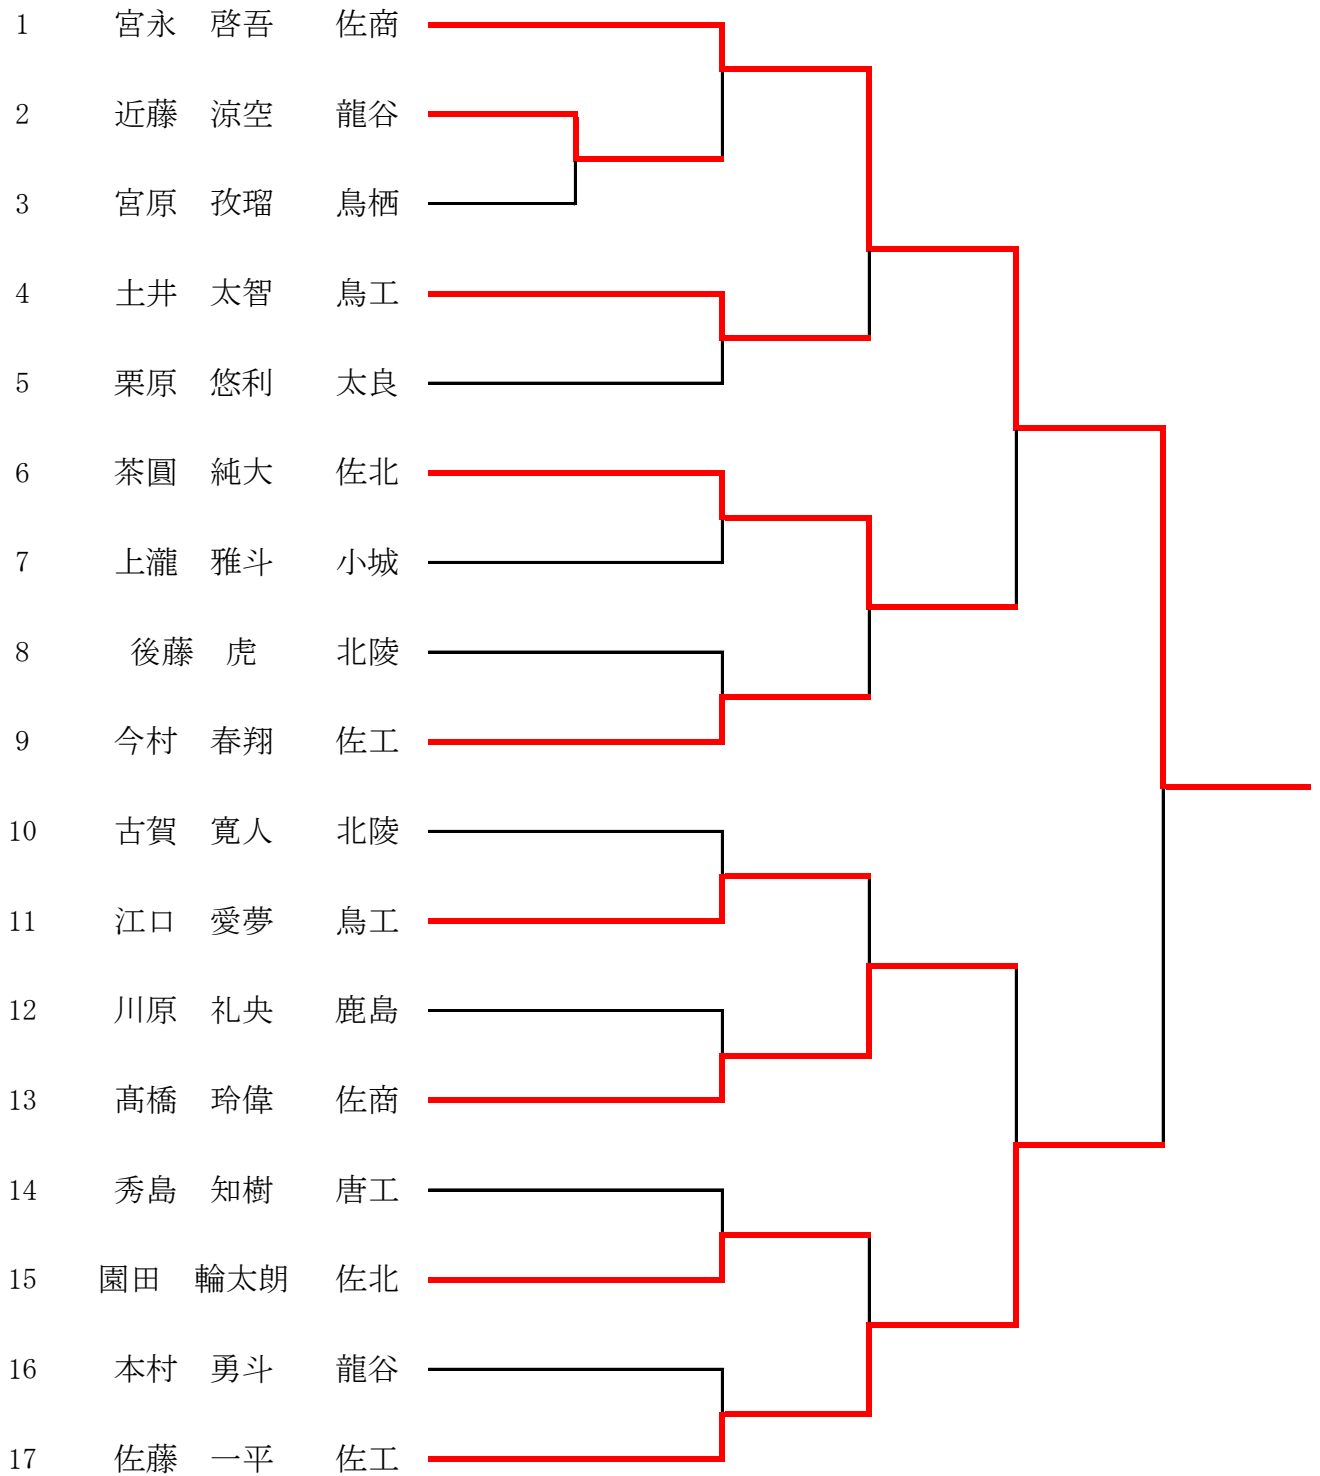 1 宮永 啓吾 佐商
2 近藤 涼空 龍谷
3 宮原 孜瑠 鳥栖
4 土井 太智 鳥工
5 栗原 悠利 太良
6 茶圓 純大 佐北
7 上瀧 雅斗 小城
8 後藤 虎 北陵
9 今村 春翔 佐工
10 古賀 寛人 北陵
11 江口 愛夢 鳥工
12 川原 礼央 鹿島
13 髙橋 玲偉 佐商
14 秀島 知樹 唐工
15 園田 輪太朗 佐北
16 本村 勇斗 龍谷
17 佐藤 一平 佐工